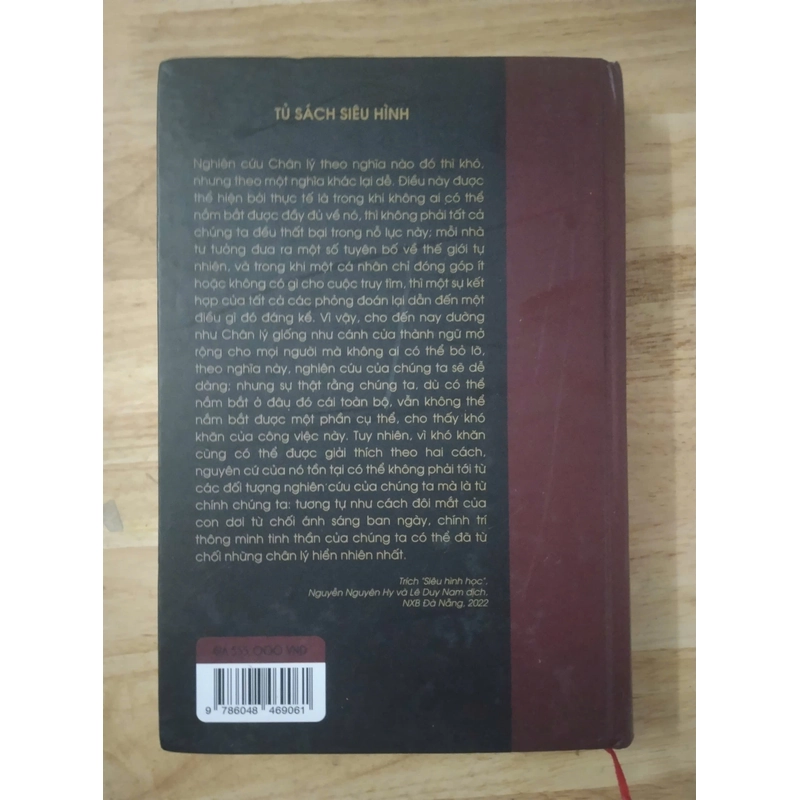 TỦ SÁCH SIÊU HÌNH
Nghiên cứu Chân lý theo nghĩa nào đó thì khó,
nhưng theo một nghĩa khác lại dễ. Điều này được
thể hiện bởi thực tế là trong khi không ai có thể
nắm bắt được đầy đủ về nó, thì không phải tất cả
chúng ta đều thất bại trong nỗ lực này; mỗi nhà
tư tưởng đưa ra một số tuyên bố về thế giới tự
nhiên, và trong khi một cá nhân chỉ đóng góp ít
hoặc không có gì cho cuộc truy tìm, thì một sự kết
hợp của tất cả các phỏng đoán lại dẫn đến một
điều gì đó đáng kể. Vì vậy, cho đến nay dường
như Chân lý giống như cánh cửa thành ngữ mở
rộng cho mọi người mà không ai có thể bỏ lỡ,
theo nghĩa này, nghiên cứu của chúng ta sẽ dễ
dàng; nhưng sự thật rằng chúng ta, dù có thể
nắm bắt ở đâu đó cái toàn bộ, vẫn không thể
nắm bắt được một phần cụ thể, cho thấy khó
khăn của công việc này. Tuy nhiên, vì khó khăn
cũng có thể được giải thích theo hai cách,
nguyên cứ của nó tồn tại có thể không phải tới từ
các đối tượng nghiên cứu của chúng ta mà là từ
chính chúng ta: tương tự như cách đôi mắt của
con dơi từ chối ánh sáng ban ngày, chính trí
thông minh tinh thần của chúng ta có thể đã từ
chối những chân lý hiển nhiên nhất.
Trích "Siêu hình học",
Nguyễn Nguyên Hy và Lê Duy Nam dịch,
NXB Đà Nẵng, 2022
000 VND
9 786048 469061